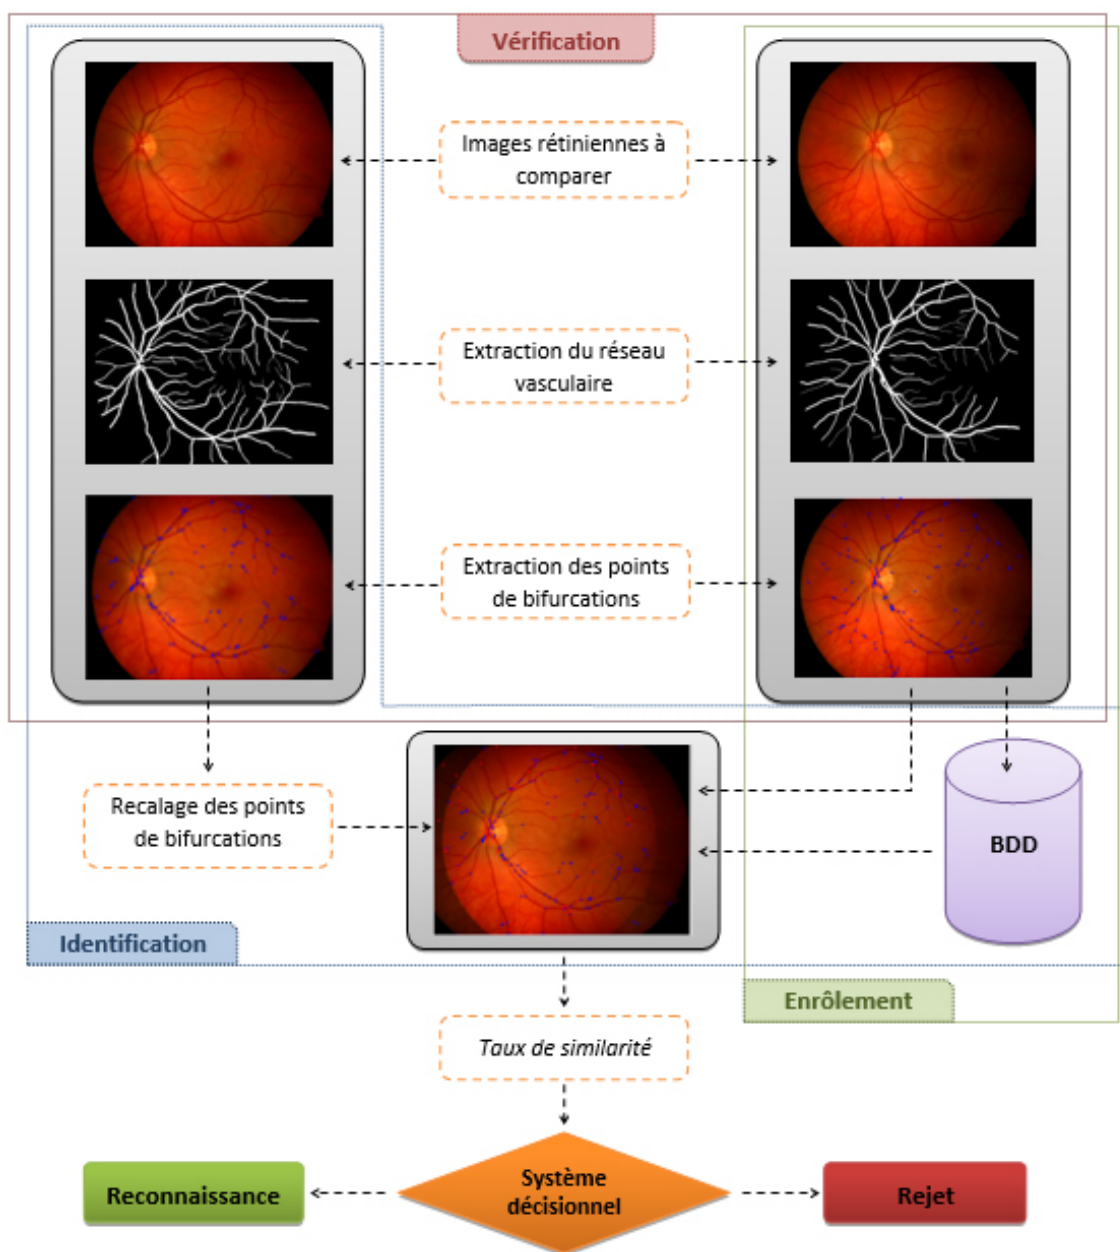 Vérification
Images rétiniennes à
comparer
Extraction du réseau
vasculaire
Extraction des points
de bifurcations
Recalage des points
de bifurcations
BDD
Identification
Enrôlement
Taux de similarité
Système
décisionnel
Reconnaissance
Rejet